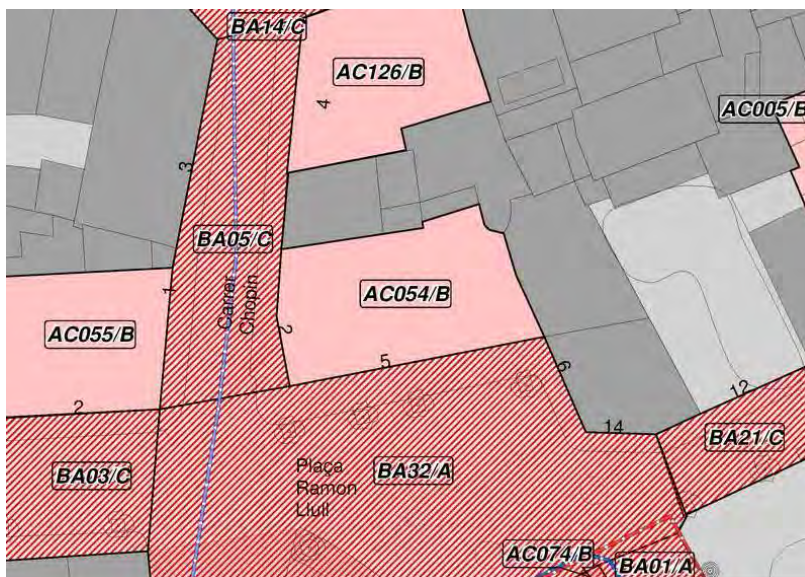 BA14/C
AC126/B
4
AC005/B
3
BA05/C
Carrer
Chopin
1
AC054/B
AC055/B
2
5
9
2
12
14
BA21/C
BA03/C
Plaça
Ramon
Llull
BA32/A
AC074/B
BA01/A